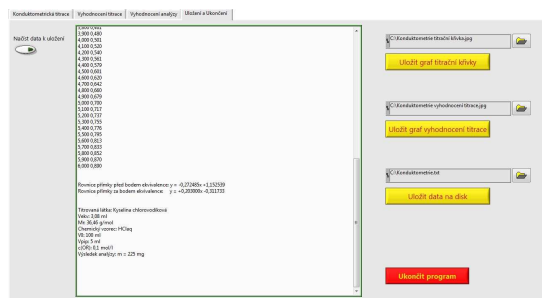 Konduktometrická titrace
Vyhodnocení titrace
Vyhodnocení analýzy
Uložení a Ukončení
Načíst data k uložení
3,900 0,480
4,000 0,501
4,100 0,520
4,200 0,540
4,300 0,561
4,400 0,579
4,500 0,601
4,600 0,620
4,700 0,642
4,800 0,660
4,900 0,679
5,000 0,700
5,100 0,717
5,200 0,737
5,300 0,755
5,400 0,776
5,500 0,795
5,600 0,813
5,700 0,833
5,800 0,852
5,900 0,870
6,000 0,890
Rovnice přímky před bodem ekvivalence: y = -0,272485x +1,152539
Rovnice přímky za bodem ekvivalence: y = +0,203000x -0,311733
Titrovaná látka: Kyselina chlorovodíková
Vekv: 3,08 ml
Mr: 36,46 g/mol
Chemický vzorec: HClaq
V0: 100 ml
Vpip: 5 ml
c(OR): 0,1 mol/l
Výsledek analýzy: m = 225 mg
C:\Konduktometrie titrační křivka.jpg
Uložit graf titrační křivky
C:\Konduktometrie vyhodnocení titrace.jpg
Uložit graf vyhodnocení titrace
C:\Konduktometrie.txt
Uložit data na disk
Ukončit program